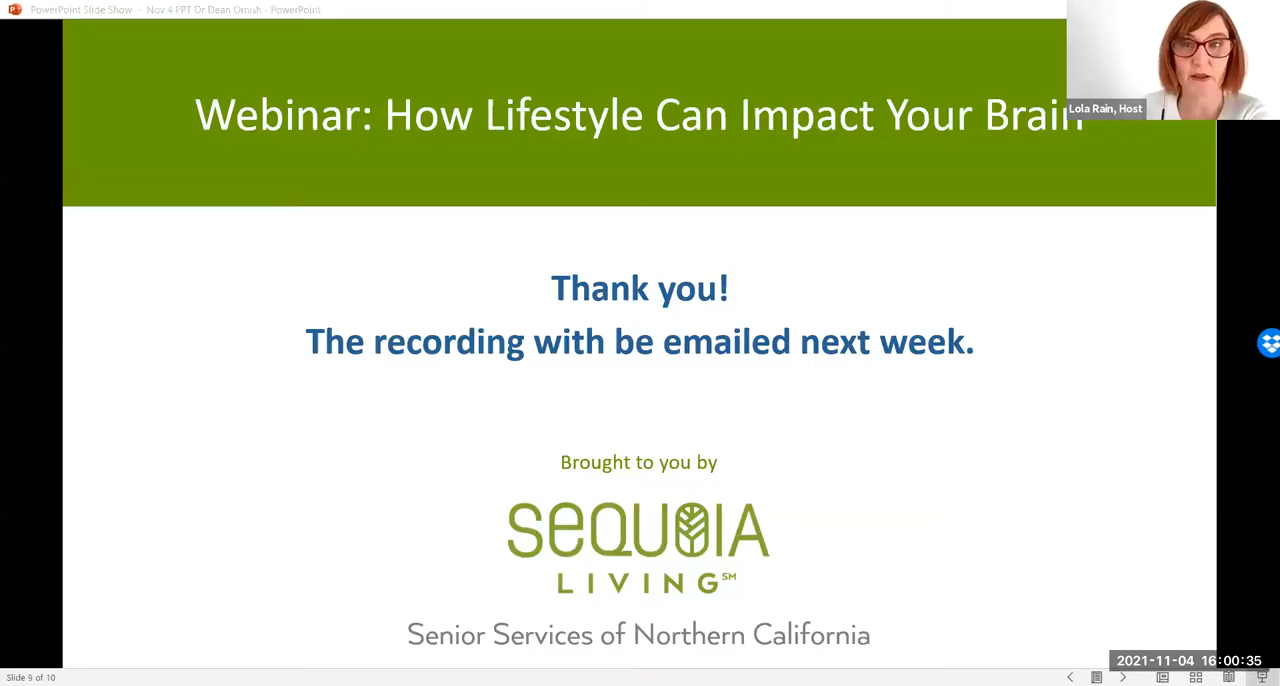 PowerPoint Slide Show - Nov 4 PPT Dr Dean Ornish - PowerPoint
Webinar: How Lifestyle Can Impact Your Brain
Lola Rain, Host
Thank you!
The recording with be emailed next week.
Brought to you by
SEQUOIA
LIVING℠
Senior Services of Northern California
2021-11-04 16:00:35
Slide 9 of 10